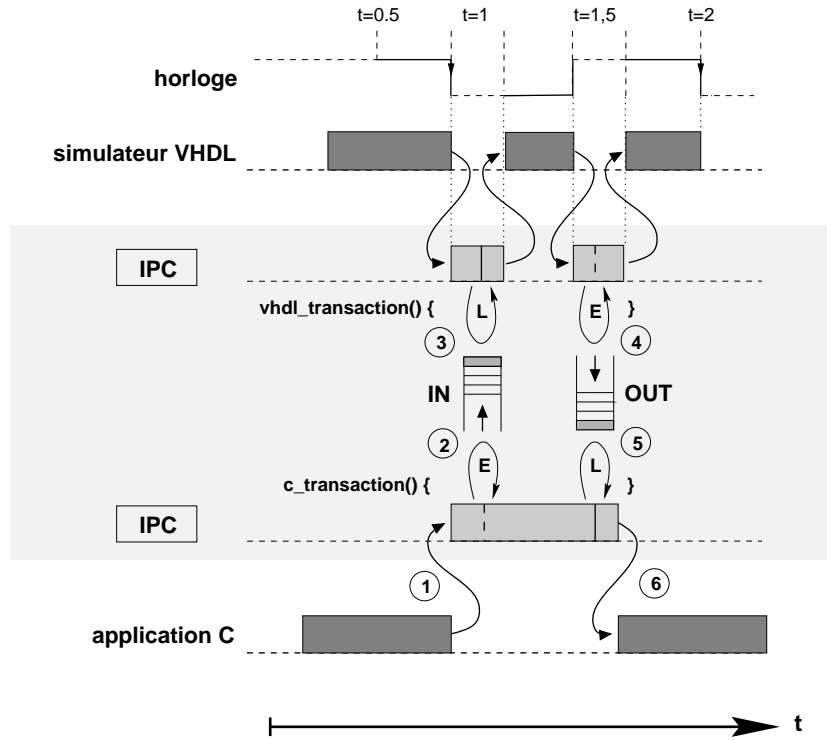 t=0.5 t=1 t=1,5 t=2
horloge
simulateur VHDL
IPC
vhdl_transaction() { L E }
3 4
IN OUT
2 5
E L
c_transaction() { }
IPC
1 6
application C
t